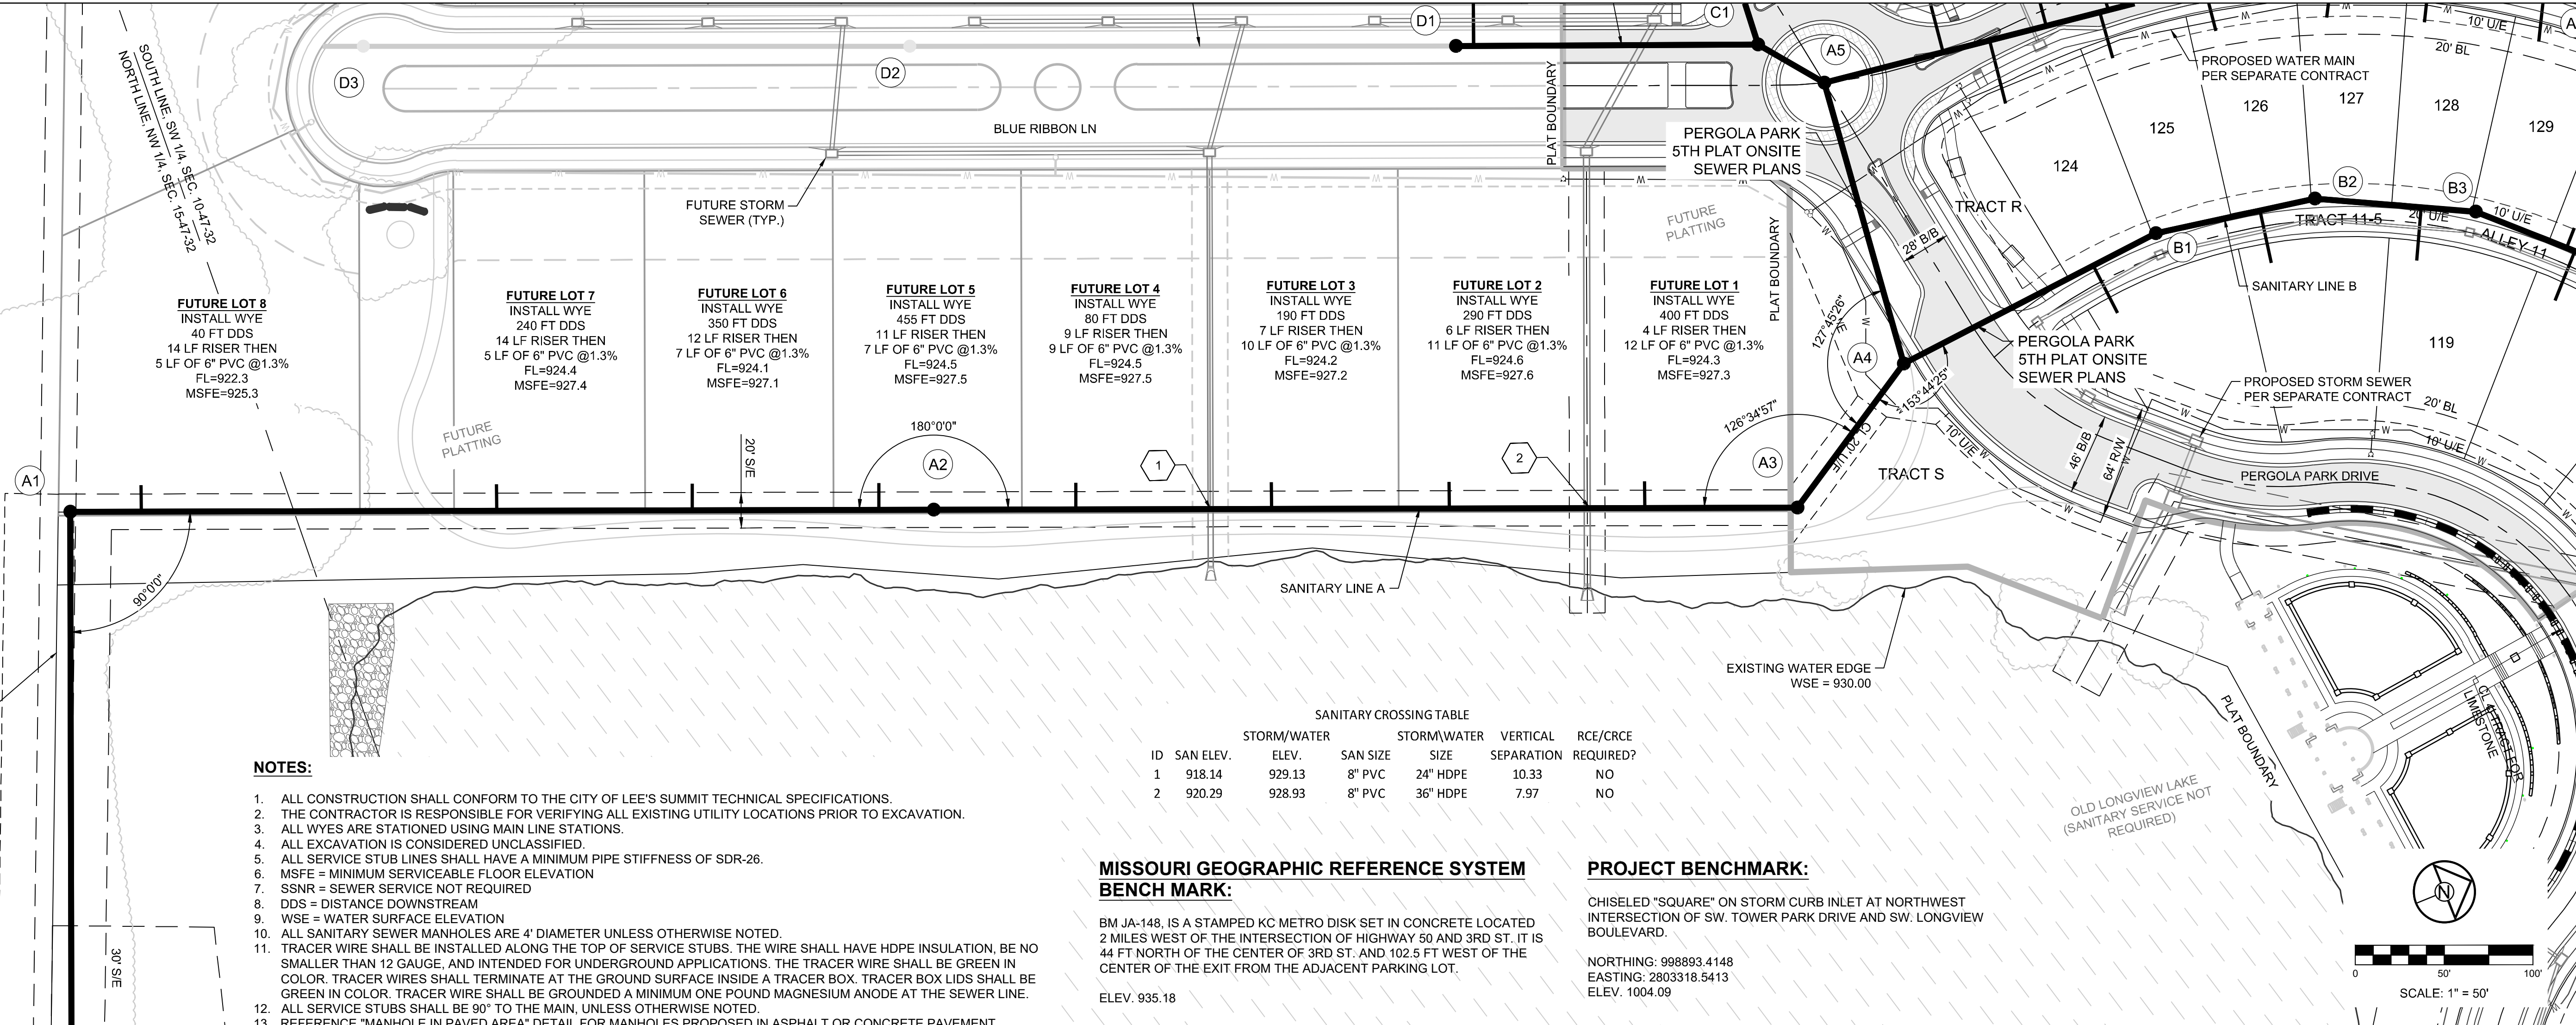 D1
C1
A5
D3
D2
BLUE RIBBON LN
PLAT BOUNDARY
SOUTH LINE, SW 1/4, SEC. 10-47-32
NORTH LINE, NW 1/4, SEC. 15-47-32
10' U/E
20' BL
PROPOSED WATER MAIN
PER SEPARATE CONTRACT
124
125
126
127
128
129
PERGOLA PARK
5TH PLAT ONSITE
SEWER PLANS
FUTURE STORM
SEWER (TYP.)
FUTURE
PLATTING
PLAT BOUNDARY
TRACT R
28' B/B
B2
B3
B1
TRACT 11-5
20' U/E
10' U/E
ALLEY 11
SANITARY LINE B
FUTURE LOT 8
INSTALL WYE
40 FT DDS
14 LF RISER THEN
5 LF OF 6" PVC @1.3%
FL=922.3
MSFE=925.3
FUTURE LOT 7
INSTALL WYE
240 FT DDS
14 LF RISER THEN
5 LF OF 6" PVC @1.3%
FL=924.4
MSFE=927.4
FUTURE LOT 6
INSTALL WYE
350 FT DDS
12 LF RISER THEN
7 LF OF 6" PVC @1.3%
FL=924.1
MSFE=927.1
FUTURE LOT 5
INSTALL WYE
455 FT DDS
11 LF RISER THEN
7 LF OF 6" PVC @1.3%
FL=924.5
MSFE=927.5
FUTURE LOT 4
INSTALL WYE
80 FT DDS
9 LF RISER THEN
9 LF OF 6" PVC @1.3%
FL=924.5
MSFE=927.5
FUTURE LOT 3
INSTALL WYE
190 FT DDS
7 LF RISER THEN
10 LF OF 6" PVC @1.3%
FL=924.2
MSFE=927.2
FUTURE LOT 2
INSTALL WYE
290 FT DDS
6 LF RISER THEN
11 LF OF 6" PVC @1.3%
FL=924.6
MSFE=927.6
FUTURE LOT 1
INSTALL WYE
400 FT DDS
4 LF RISER THEN
12 LF OF 6" PVC @1.3%
FL=924.3
MSFE=927.3
127°45'26"
A4
153°44'25"
126°34'57"
A3
PERGOLA PARK
5TH PLAT ONSITE
SEWER PLANS
119
PROPOSED STORM SEWER
PER SEPARATE CONTRACT
20' BL
10' U/E
10' U/E
46' B/B
64' R/W
PERGOLA PARK DRIVE
TRACT S
FUTURE
PLATTING
20' S/E
180°0'0"
A2
1
2
A1
90°0'0"
SANITARY LINE A
EXISTING WATER EDGE
WSE = 930.00
PLAT BOUNDARY
CL 4' TRACT FOR
LIMESTONE
OLD LONGVIEW LAKE
(SANITARY SERVICE NOT
REQUIRED)
SANITARY CROSSING TABLE
STORM/WATER STORM\WATER VERTICAL RCE/CRCE
ID SAN ELEV. ELEV. SAN SIZE SIZE SEPARATION REQUIRED?
1 918.14 929.13 8" PVC 24" HDPE 10.33 NO
2 920.29 928.93 8" PVC 36" HDPE 7.97 NO
30' S/E
NOTES:
1. ALL CONSTRUCTION SHALL CONFORM TO THE CITY OF LEE'S SUMMIT TECHNICAL SPECIFICATIONS.
2. THE CONTRACTOR IS RESPONSIBLE FOR VERIFYING ALL EXISTING UTILITY LOCATIONS PRIOR TO EXCAVATION.
3. ALL WYES ARE STATIONED USING MAIN LINE STATIONS.
4. ALL EXCAVATION IS CONSIDERED UNCLASSIFIED.
5. ALL SERVICE STUB LINES SHALL HAVE A MINIMUM PIPE STIFFNESS OF SDR-26.
6. MSFE = MINIMUM SERVICEABLE FLOOR ELEVATION
7. SSNR = SEWER SERVICE NOT REQUIRED
8. DDS = DISTANCE DOWNSTREAM
9. WSE = WATER SURFACE ELEVATION
10. ALL SANITARY SEWER MANHOLES ARE 4' DIAMETER UNLESS OTHERWISE NOTED.
11. TRACER WIRE SHALL BE INSTALLED ALONG THE TOP OF SERVICE STUBS. THE WIRE SHALL HAVE HDPE INSULATION, BE NO
SMALLER THAN 12 GAUGE, AND INTENDED FOR UNDERGROUND APPLICATIONS. THE TRACER WIRE SHALL BE GREEN IN
COLOR. TRACER WIRES SHALL TERMINATE AT THE GROUND SURFACE INSIDE A TRACER BOX. TRACER BOX LIDS SHALL BE
GREEN IN COLOR. TRACER WIRE SHALL BE GROUNDED A MINIMUM ONE POUND MAGNESIUM ANODE AT THE SEWER LINE.
12. ALL SERVICE STUBS SHALL BE 90° TO THE MAIN, UNLESS OTHERWISE NOTED.
13. REFERENCE "MANHOLE IN PAVED AREA" DETAIL FOR MANHOLES PROPOSED IN ASPHALT OR CONCRETE PAVEMENT
MISSOURI GEOGRAPHIC REFERENCE SYSTEM
BENCH MARK:
BM JA-148, IS A STAMPED KC METRO DISK SET IN CONCRETE LOCATED
2 MILES WEST OF THE INTERSECTION OF HIGHWAY 50 AND 3RD ST. IT IS
44 FT NORTH OF THE CENTER OF 3RD ST. AND 102.5 FT WEST OF THE
CENTER OF THE EXIT FROM THE ADJACENT PARKING LOT.
ELEV. 935.18
PROJECT BENCHMARK:
CHISELED "SQUARE" ON STORM CURB INLET AT NORTHWEST
INTERSECTION OF SW. TOWER PARK DRIVE AND SW. LONGVIEW
BOULEVARD.
NORTHING: 998893.4148
EASTING: 2803318.5413
ELEV. 1004.09
N
0 50' 100'
SCALE: 1" = 50'